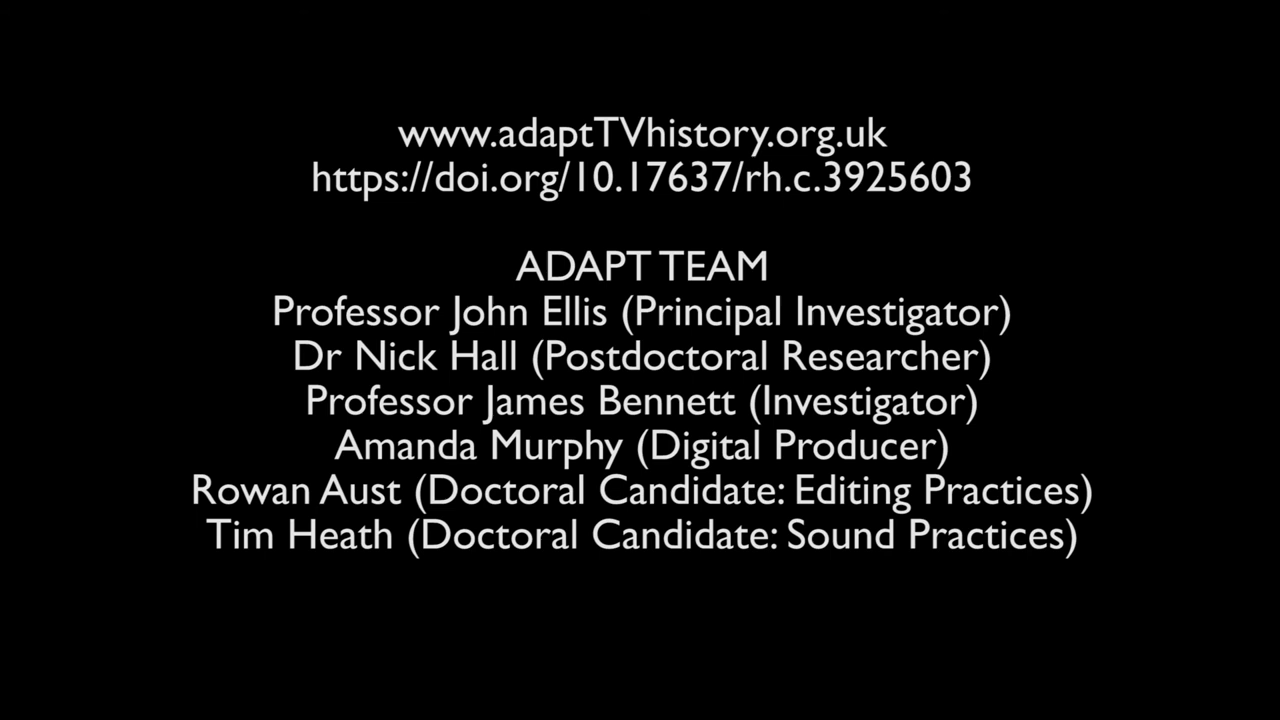 www.adaptTVhistory.org.uk
https://doi.org/10.17637/rh.c.3925603
ADAPT TEAM
Professor John Ellis (Principal Investigator)
Dr Nick Hall (Postdoctoral Researcher)
Professor James Bennett (Investigator)
Amanda Murphy (Digital Producer)
Rowan Aust (Doctoral Candidate: Editing Practices)
Tim Heath (Doctoral Candidate: Sound Practices)